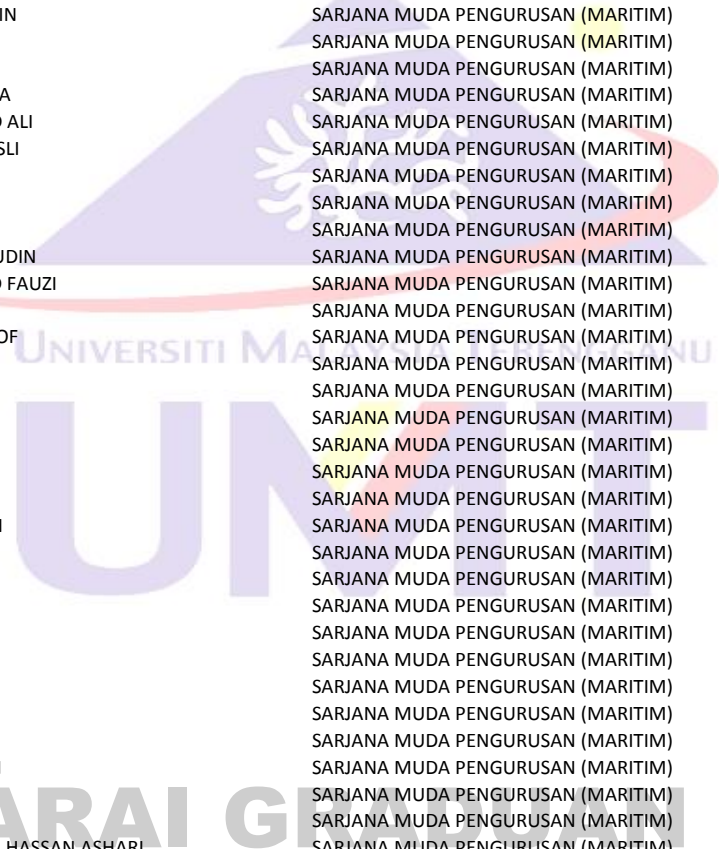 IN SARJANA MUDA PENGURUSAN (MARITIM)
SARJANA MUDA PENGURUSAN (MARITIM)
SARJANA MUDA PENGURUSAN (MARITIM)
A SARJANA MUDA PENGURUSAN (MARITIM)
ALI SARJANA MUDA PENGURUSAN (MARITIM)
SLI SARJANA MUDA PENGURUSAN (MARITIM)
SARJANA MUDA PENGURUSAN (MARITIM)
SARJANA MUDA PENGURUSAN (MARITIM)
SARJANA MUDA PENGURUSAN (MARITIM)
UDIN SARJANA MUDA PENGURUSAN (MARITIM)
FAUZI SARJANA MUDA PENGURUSAN (MARITIM)
SARJANA MUDA PENGURUSAN (MARITIM)
OF SARJANA MUDA PENGURUSAN (MARITIM)
UNIVERSITI MALAYSIA TERENGGANU
SARJANA MUDA PENGURUSAN (MARITIM)
SARJANA MUDA PENGURUSAN (MARITIM)
SARJANA MUDA PENGURUSAN (MARITIM)
SARJANA MUDA PENGURUSAN (MARITIM)
SARJANA MUDA PENGURUSAN (MARITIM)
SARJANA MUDA PENGURUSAN (MARITIM)
SARJANA MUDA PENGURUSAN (MARITIM)
UMT
SARJANA MUDA PENGURUSAN (MARITIM)
SARJANA MUDA PENGURUSAN (MARITIM)
SARJANA MUDA PENGURUSAN (MARITIM)
SARJANA MUDA PENGURUSAN (MARITIM)
SARJANA MUDA PENGURUSAN (MARITIM)
SARJANA MUDA PENGURUSAN (MARITIM)
SARJANA MUDA PENGURUSAN (MARITIM)
SARJANA MUDA PENGURUSAN (MARITIM)
SARJANA MUDA PENGURUSAN (MARITIM)
SARJANA MUDA PENGURUSAN (MARITIM)
SARJANA MUDA PENGURUSAN (MARITIM)
ARAI GRADUAN
HASSAN ASHARI SARJANA MUDA PENGURUSAN (MARITIM)